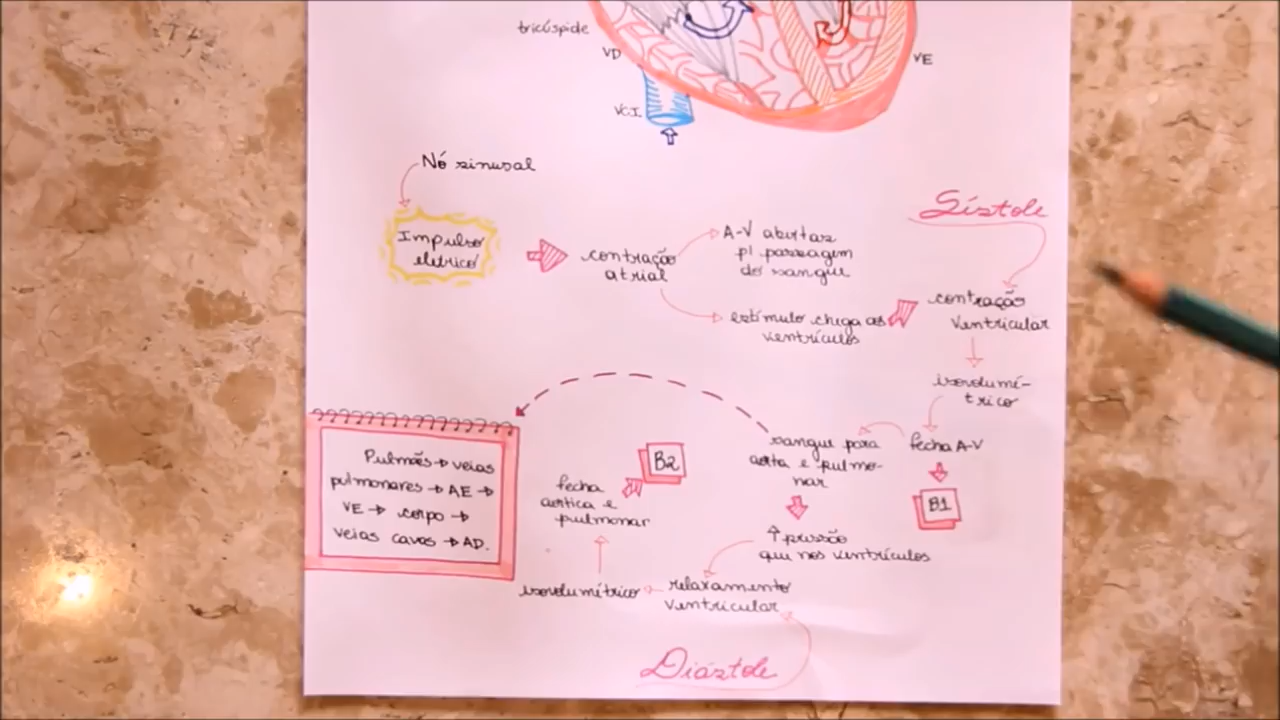 tricúspide
VD
VE
VCI
Nó sinusal
Impulso
elétrico
contração
atrial
A-V abertas
p/ passagem
do sangue
estímulo chega aos
ventrículos
Sístole
contração
ventricular
isovolumé-
trico
fecha A-V
B1
sangue para
aorta e pulmo-
nar
↑ pressão
que nos ventrículos
relaxamento
ventricular
Diástole
isovolumétrico
fecha
aórtica e
pulmonar
B2
Pulmões → veias
pulmonares → AE →
VE → corpo →
veias cavas → AD.